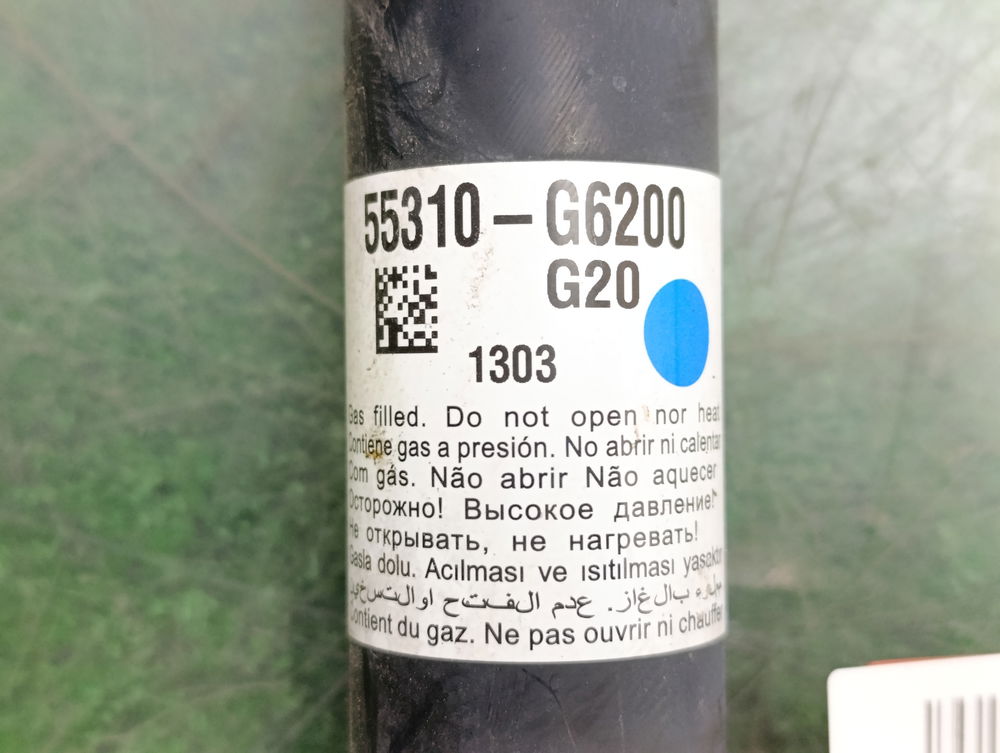 55310-G6200
G20
1303
Gas filled. Do not open nor heat
Contiene gas a presión. No abrir ni calentar
Com gás. Não abrir Não aquecer
Осторожно! Высокое давление!
Не открывать, не нагревать!
Gasla dolu. Acılması ve ısıtılması yasaktır
بالغاز. عدم الفتح او التسخين
Contient du gaz. Ne pas ouvrir ni chauffer